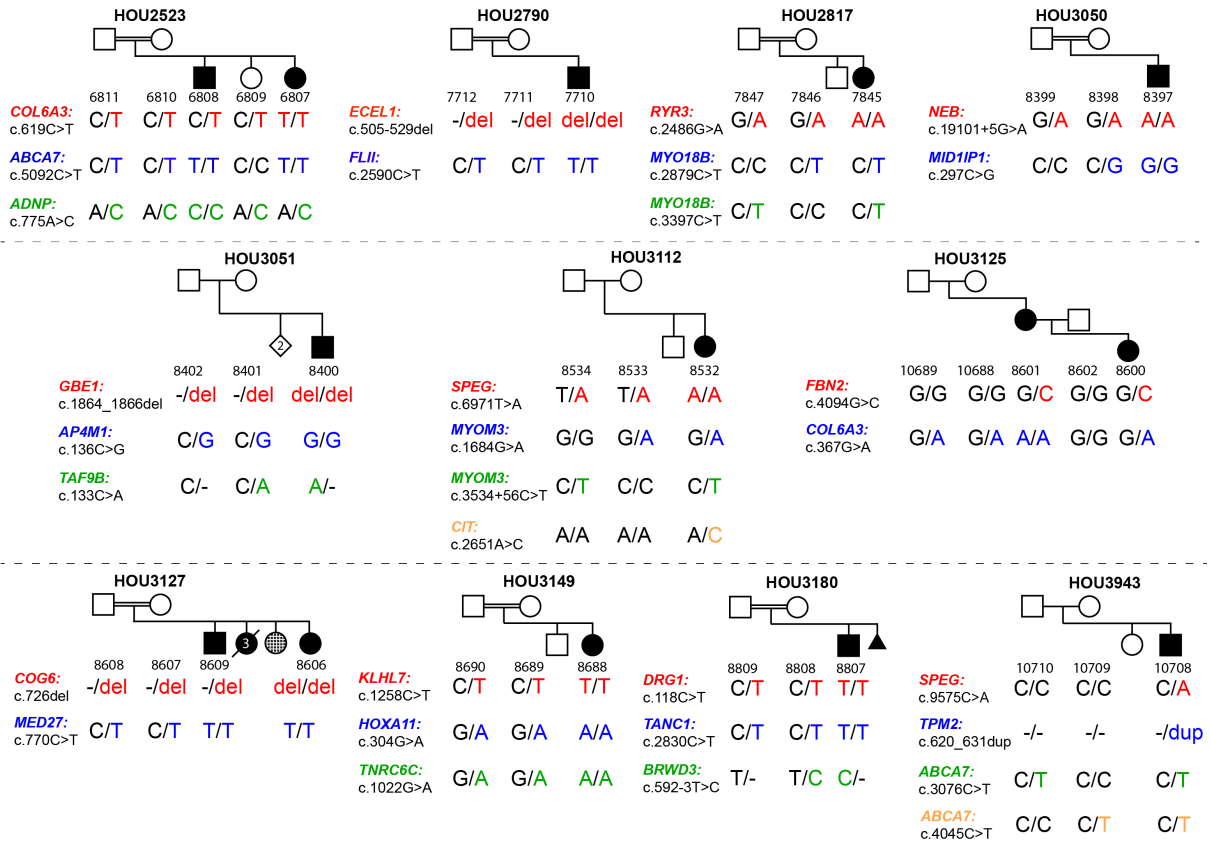 HOU2523
6811 6810 6808 6809 6807
COL6A3: C/T C/T C/T C/T T/T
c.619C>T
ABCA7: C/T C/T T/T C/C T/T
c.5092C>T
ADNP: A/C A/C C/C A/C A/C
c.775A>C
HOU2790
7712 7711 7710
ECEL1: -/del -/del del/del
c.505-529del
FLII: C/T C/T T/T
c.2590C>T
HOU2817
7847 7846 7845
RYR3: G/A G/A A/A
c.2486G>A
MYO18B: C/C C/T C/T
c.2879C>T
MYO18B: C/T C/C C/T
c.3397C>T
HOU3050
8399 8398 8397
NEB: G/A G/A A/A
c.19101+5G>A
MID1IP1: C/C C/G G/G
c.297C>G
HOU3051
2
8402 8401 8400
GBE1: -/del -/del del/del
c.1864_1866del
AP4M1: C/G C/G G/G
c.136C>G
TAF9B: C/- C/A A/-
c.133C>A
HOU3112
8534 8533 8532
SPEG: T/A T/A A/A
c.6971T>A
MYOM3: G/G G/A G/A
c.1684G>A
MYOM3: C/T C/C C/T
c.3534+56C>T
CIT: A/A A/A A/C
c.2651A>C
HOU3125
10689 10688 8601 8602 8600
FBN2: G/G G/G G/C G/G G/C
c.4094G>C
COL6A3: G/A G/A A/A G/G G/A
c.367G>A
HOU3127
3
8608 8607 8609 8606
COG6: -/del -/del -/del del/del
c.726del
MED27: C/T C/T T/T T/T
c.770C>T
HOU3149
8690 8689 8688
KLHL7: C/T C/T T/T
c.1258C>T
HOXA11: G/A G/A A/A
c.304G>A
TNRC6C: G/A G/A A/A
c.1022G>A
HOU3180
8809 8808 8807
DRG1: C/T C/T T/T
c.118C>T
TANC1: C/T C/T T/T
c.2830C>T
BRWD3: T/- T/C C/-
c.592-3T>C
HOU3943
10710 10709 10708
SPEG: C/C C/C C/A
c.9575C>A
TPM2: -/- -/- -/dup
c.620_631dup
ABCA7: C/T C/C C/T
c.3076C>T
ABCA7: C/C C/T C/T
c.4045C>T